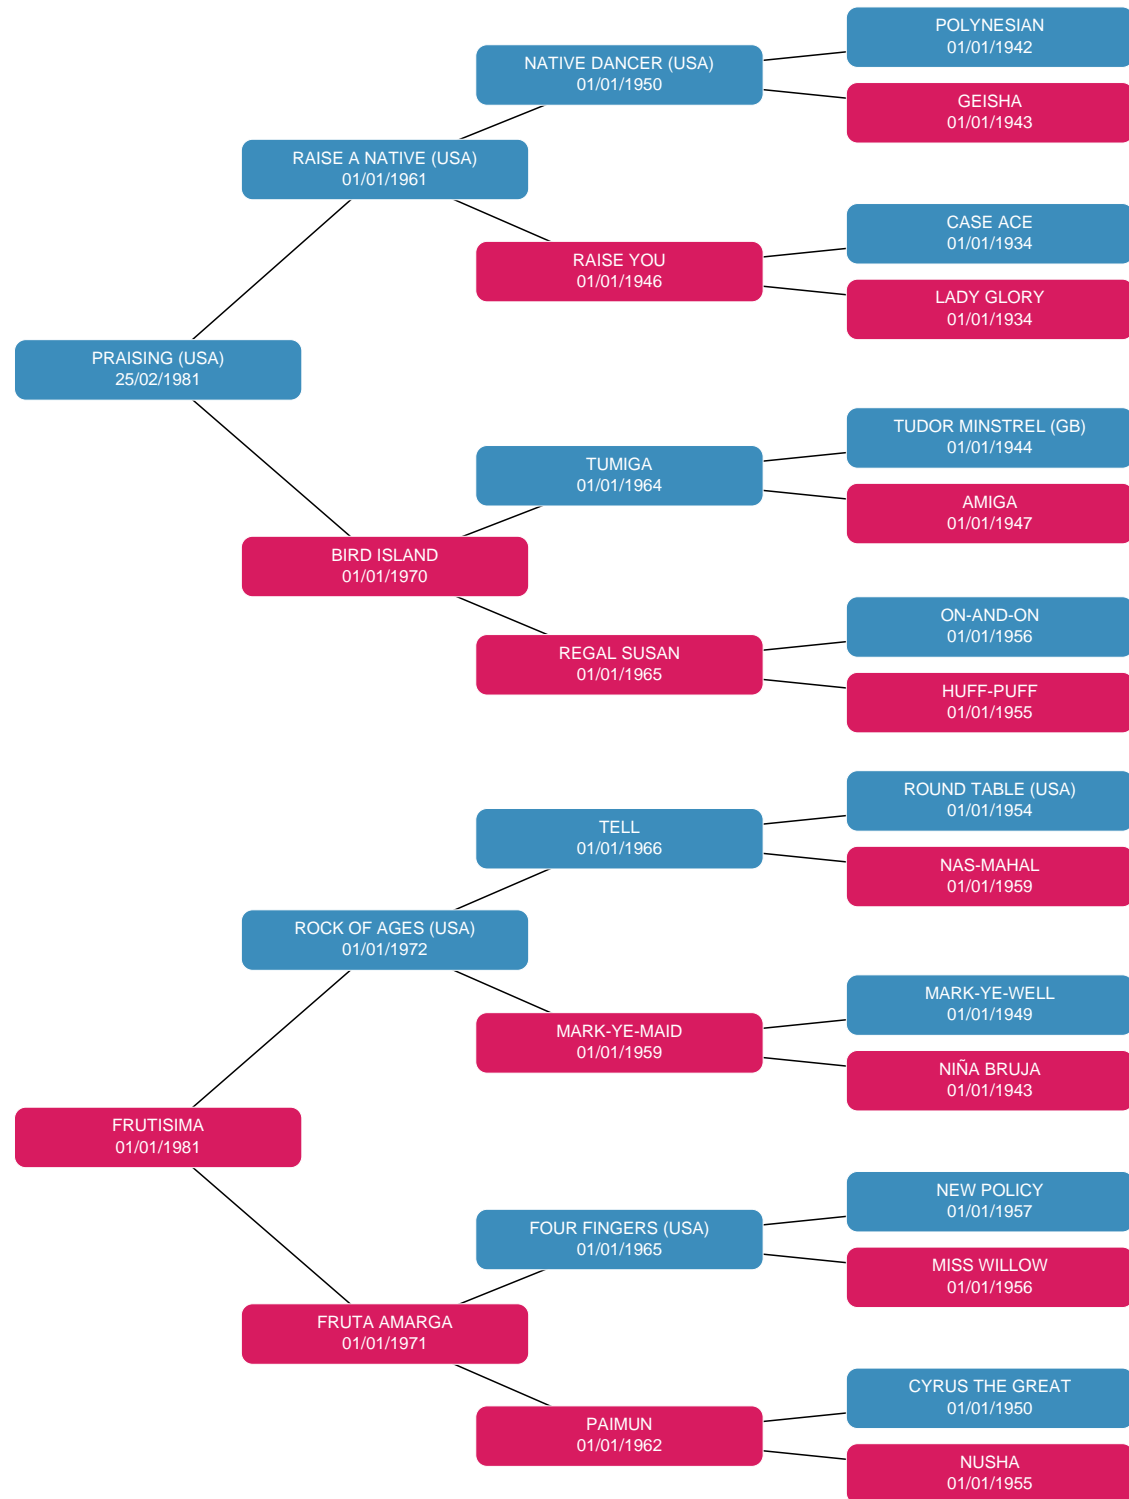 POLYNESIAN
01/01/1942
NATIVE DANCER (USA)
01/01/1950
GEISHA
01/01/1943
RAISE A NATIVE (USA)
01/01/1961
CASE ACE
01/01/1934
RAISE YOU
01/01/1946
LADY GLORY
01/01/1934
PRAISING (USA)
25/02/1981
TUDOR MINSTREL (GB)
01/01/1944
TUMIGA
01/01/1964
AMIGA
01/01/1947
BIRD ISLAND
01/01/1970
ON-AND-ON
01/01/1956
REGAL SUSAN
01/01/1965
HUFF-PUFF
01/01/1955
ROUND TABLE (USA)
01/01/1954
TELL
01/01/1966
NAS-MAHAL
01/01/1959
ROCK OF AGES (USA)
01/01/1972
MARK-YE-WELL
01/01/1949
MARK-YE-MAID
01/01/1959
NIÑA BRUJA
01/01/1943
FRUTISIMA
01/01/1981
NEW POLICY
01/01/1957
FOUR FINGERS (USA)
01/01/1965
MISS WILLOW
01/01/1956
FRUTA AMARGA
01/01/1971
CYRUS THE GREAT
01/01/1950
PAIMUN
01/01/1962
NUSHA
01/01/1955